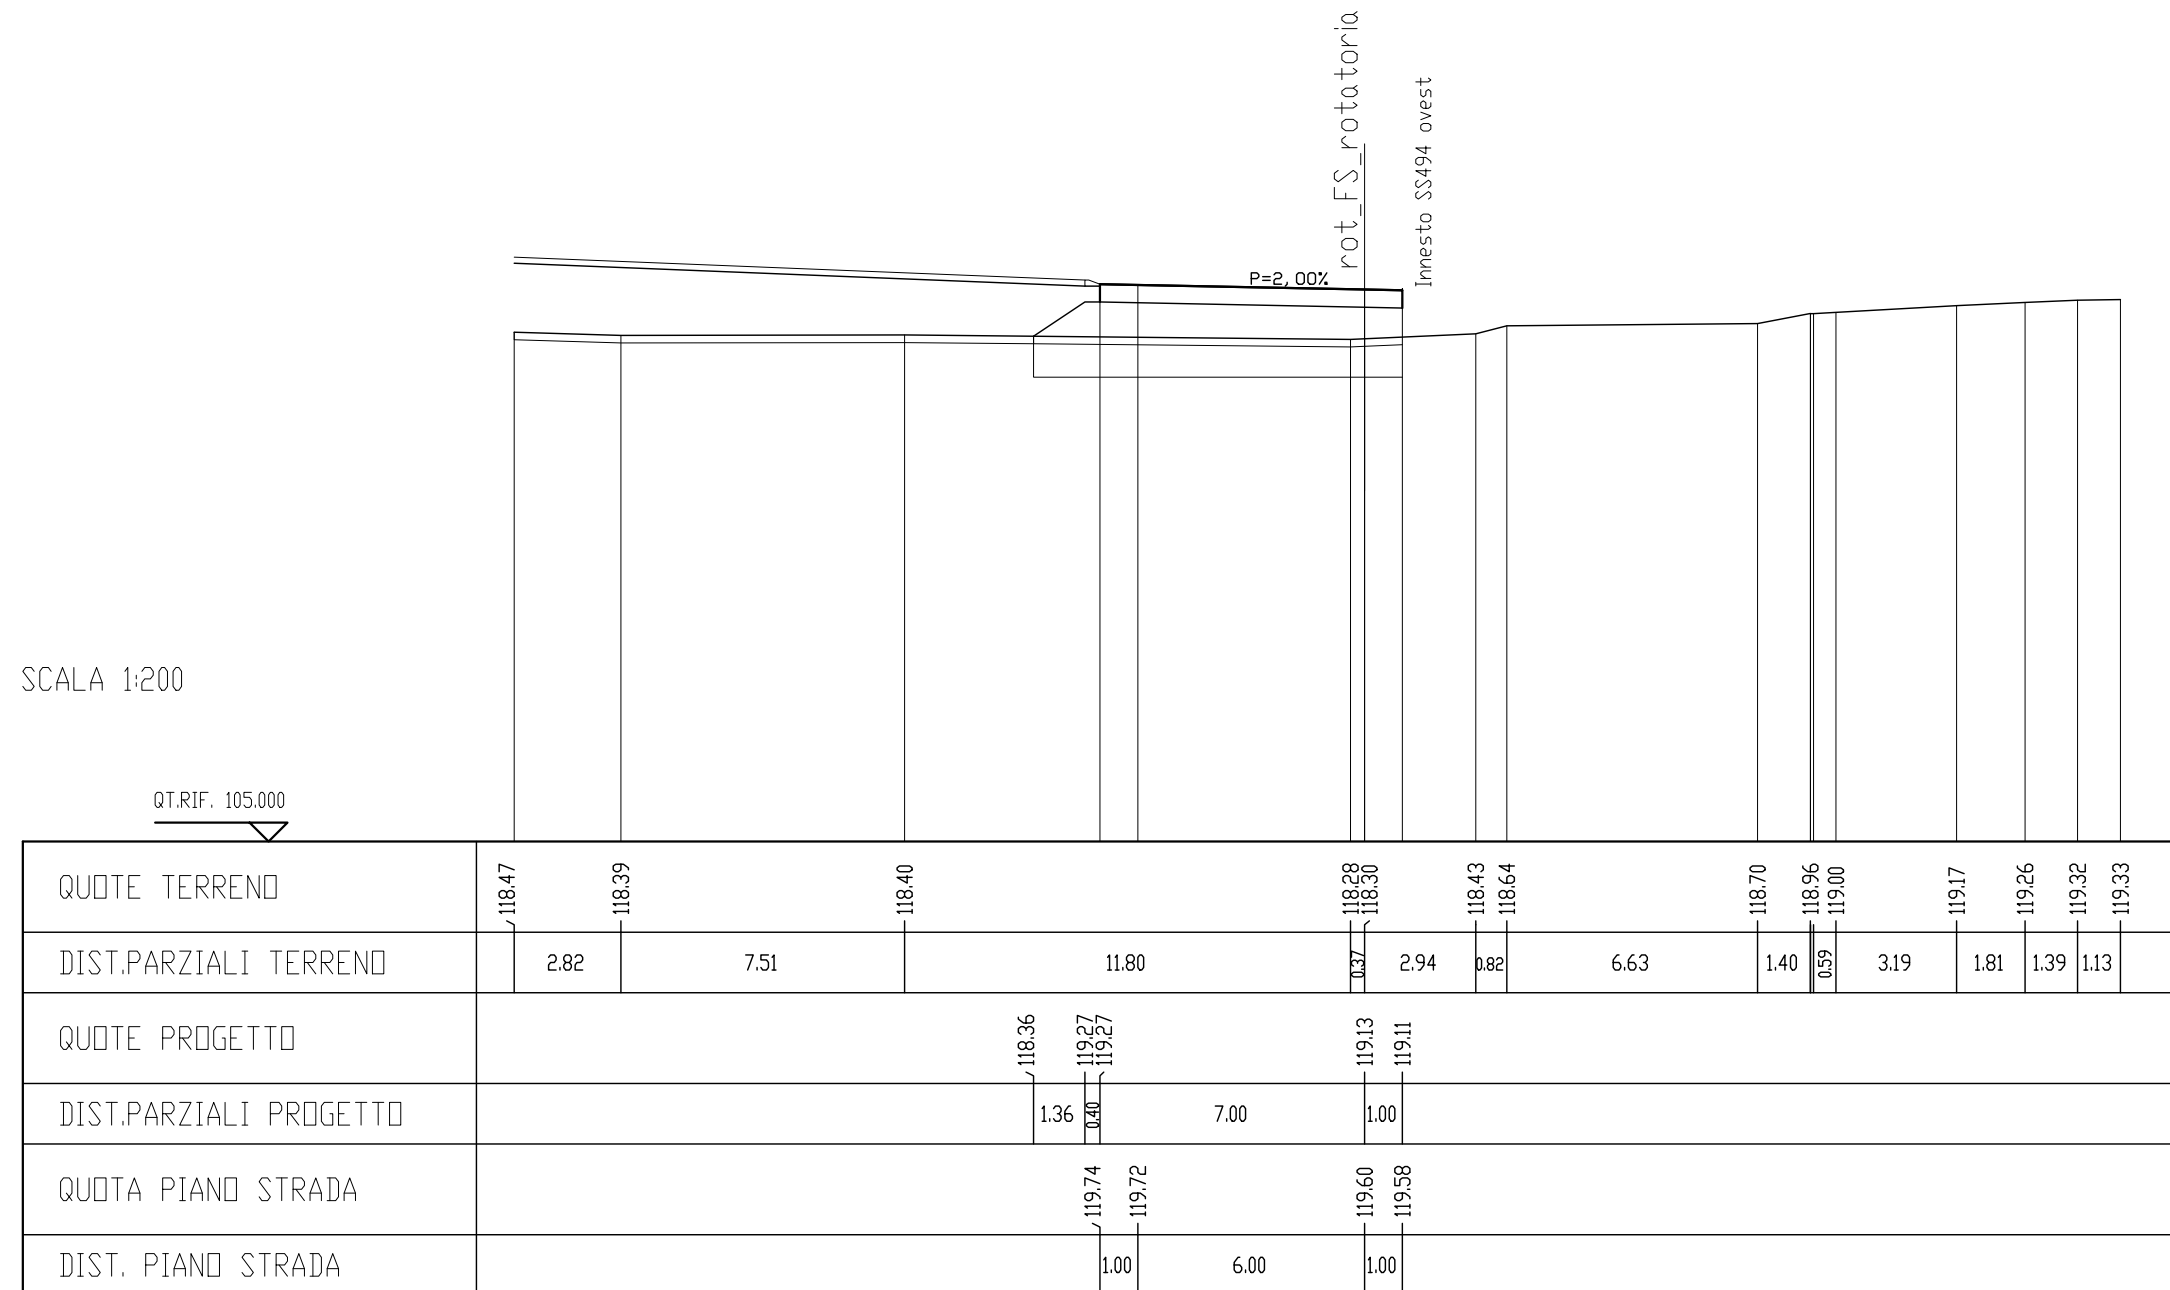 rot_FS_rotatoria
Innesto SS494 ovest
P=2,00%
SCALA 1:200
QT.RIF. 105.000
QUOTE TERRENO 118.47 118.39 118.40 118.28 118.30 118.43 118.64 118.70 118.96 119.00 119.17 119.26 119.32 119.33
DIST.PARZIALI TERRENO 2.82 7.51 11.80 0.37 2.94 0.82 6.63 1.40 0.59 3.19 1.81 1.39 1.13
QUOTE PROGETTO 118.36 119.27 119.27 119.13 119.11
DIST.PARZIALI PROGETTO 1.36 0.40 7.00 1.00
QUOTA PIANO STRADA 119.74 119.72 119.60 119.58
DIST. PIANO STRADA 1.00 6.00 1.00